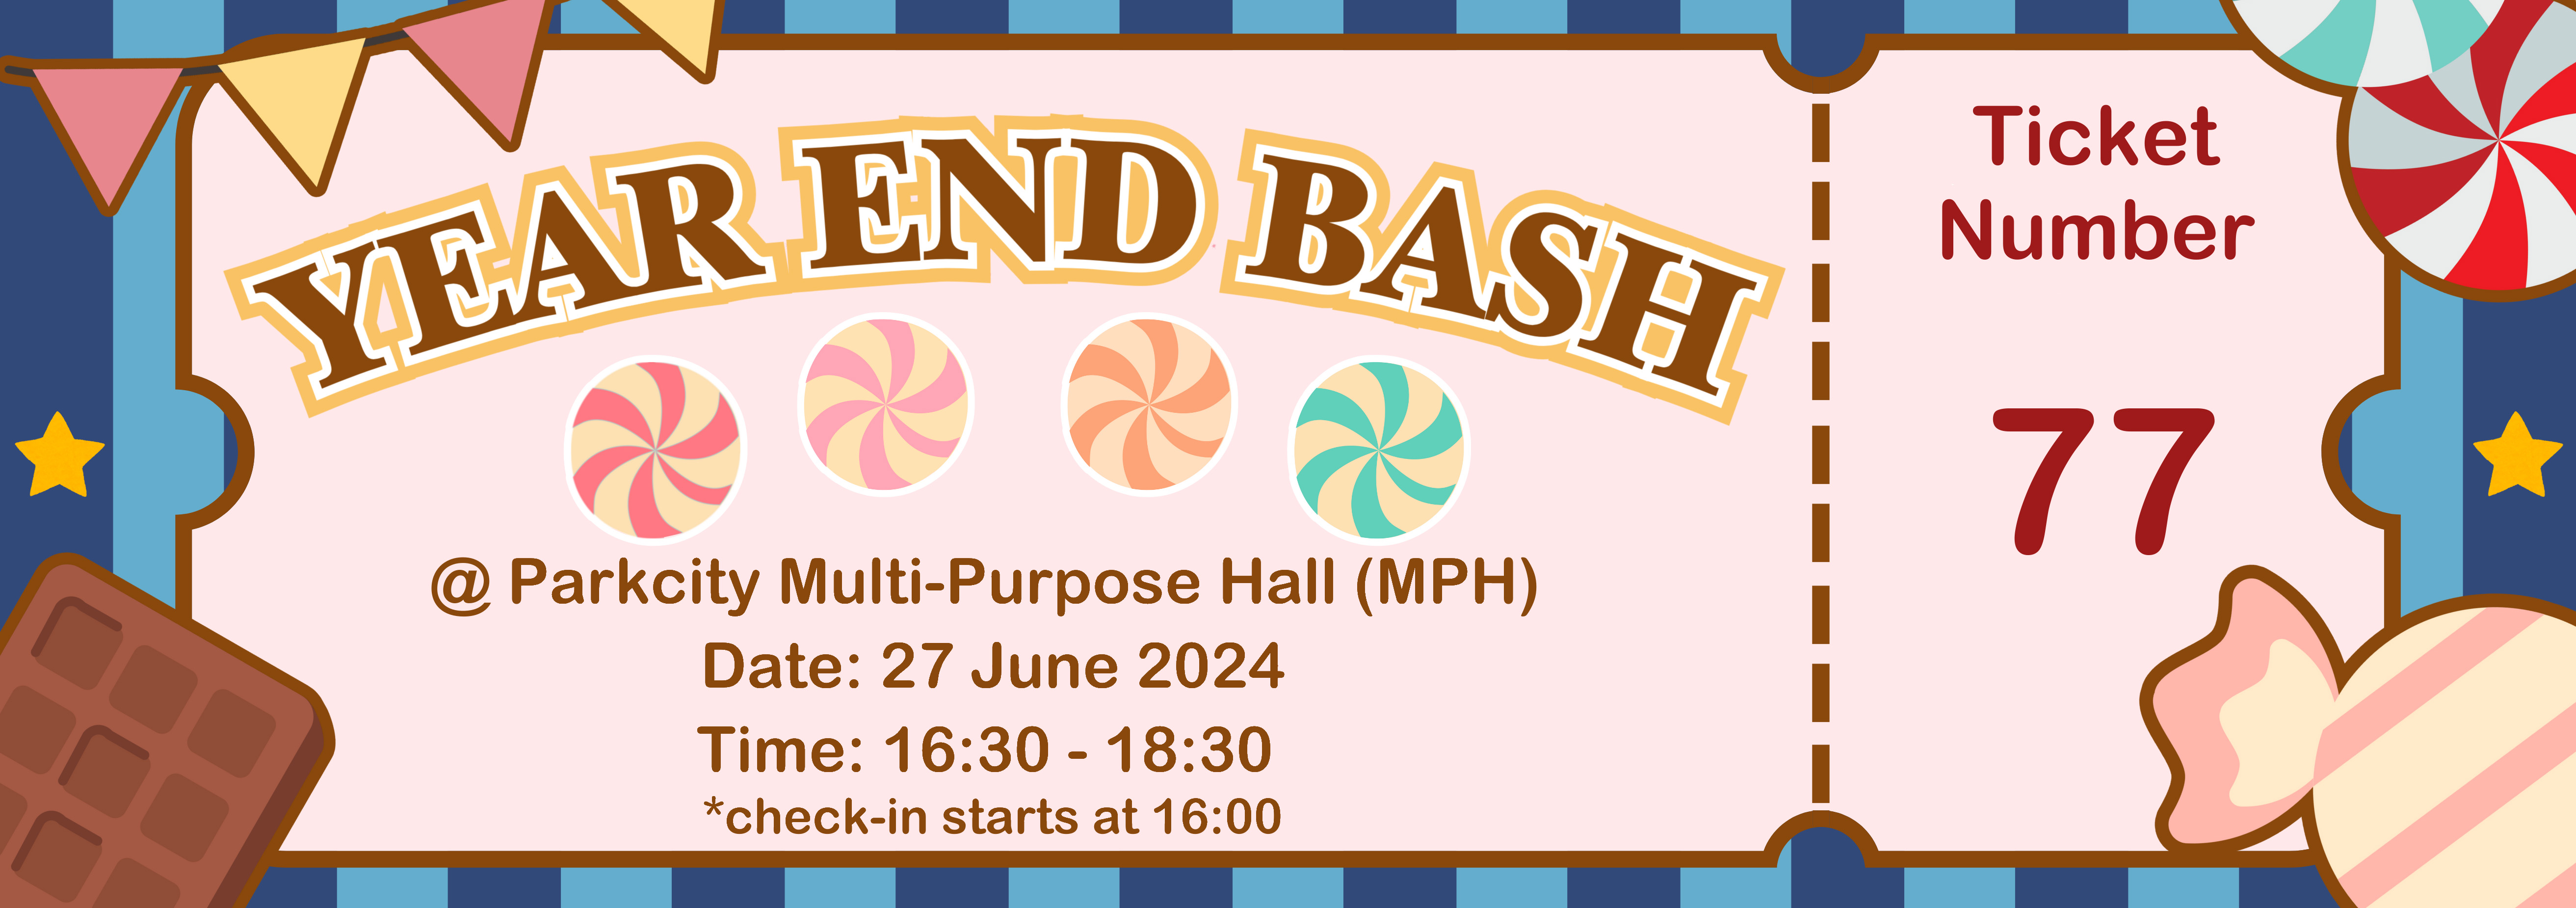 YEAR END BASH
@ Parkcity Multi-Purpose Hall (MPH)
Date: 27 June 2024
Time: 16:30 - 18:30
*check-in starts at 16:00
Ticket
Number
77